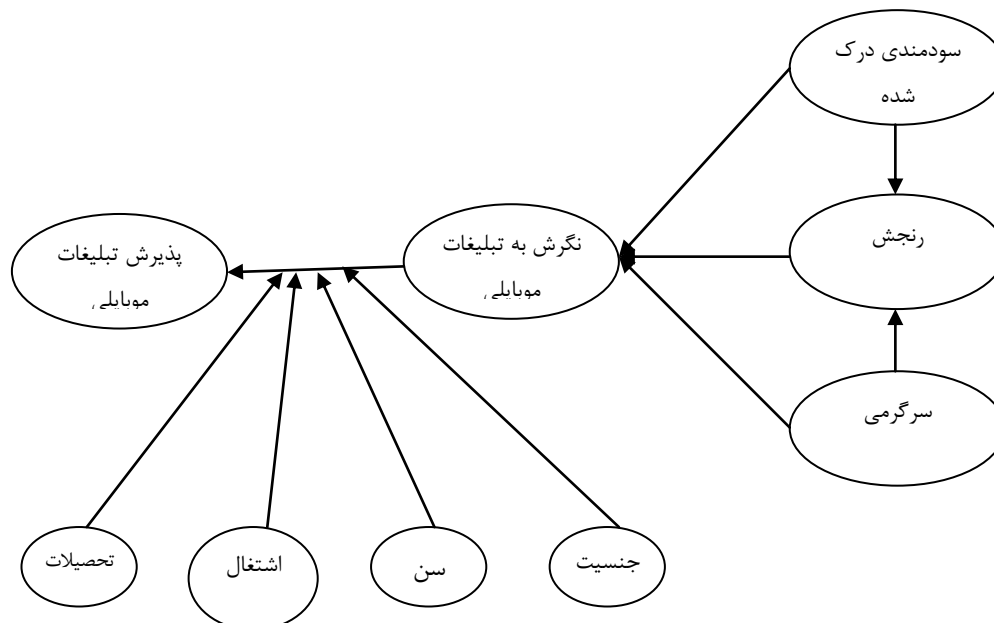 سودمندی درک
شده
رنجش
نگرش به تبلیغات
موبایلی
پذیرش تبلیغات
موبایلی
سرگرمی
جنسیت
سن
اشتغال
تحصیلات